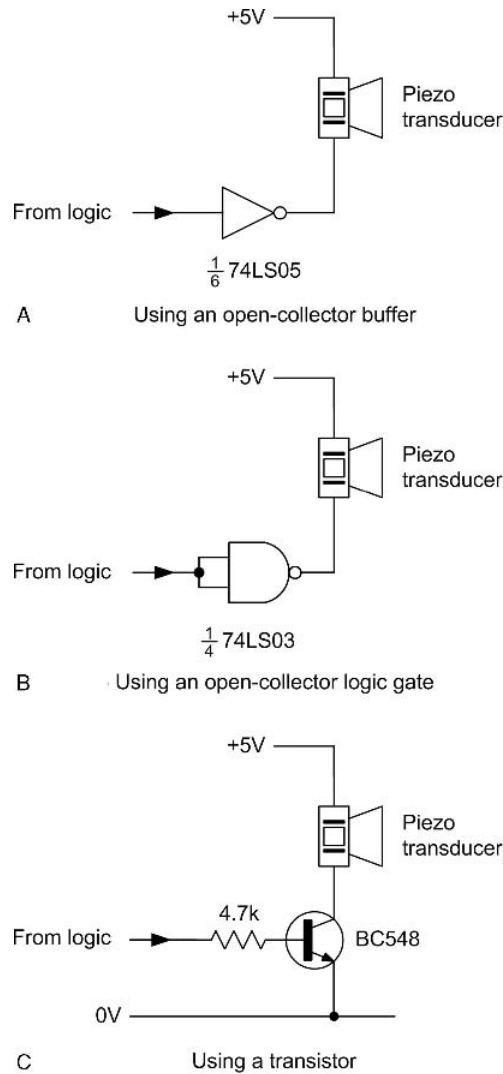 +5V
Piezo
transducer
From logic
1/6 74LS05
A Using an open-collector buffer
+5V
Piezo
transducer
From logic
1/4 74LS03
B Using an open-collector logic gate
+5V
Piezo
transducer
4.7k
From logic
BC548
0V
C Using a transistor